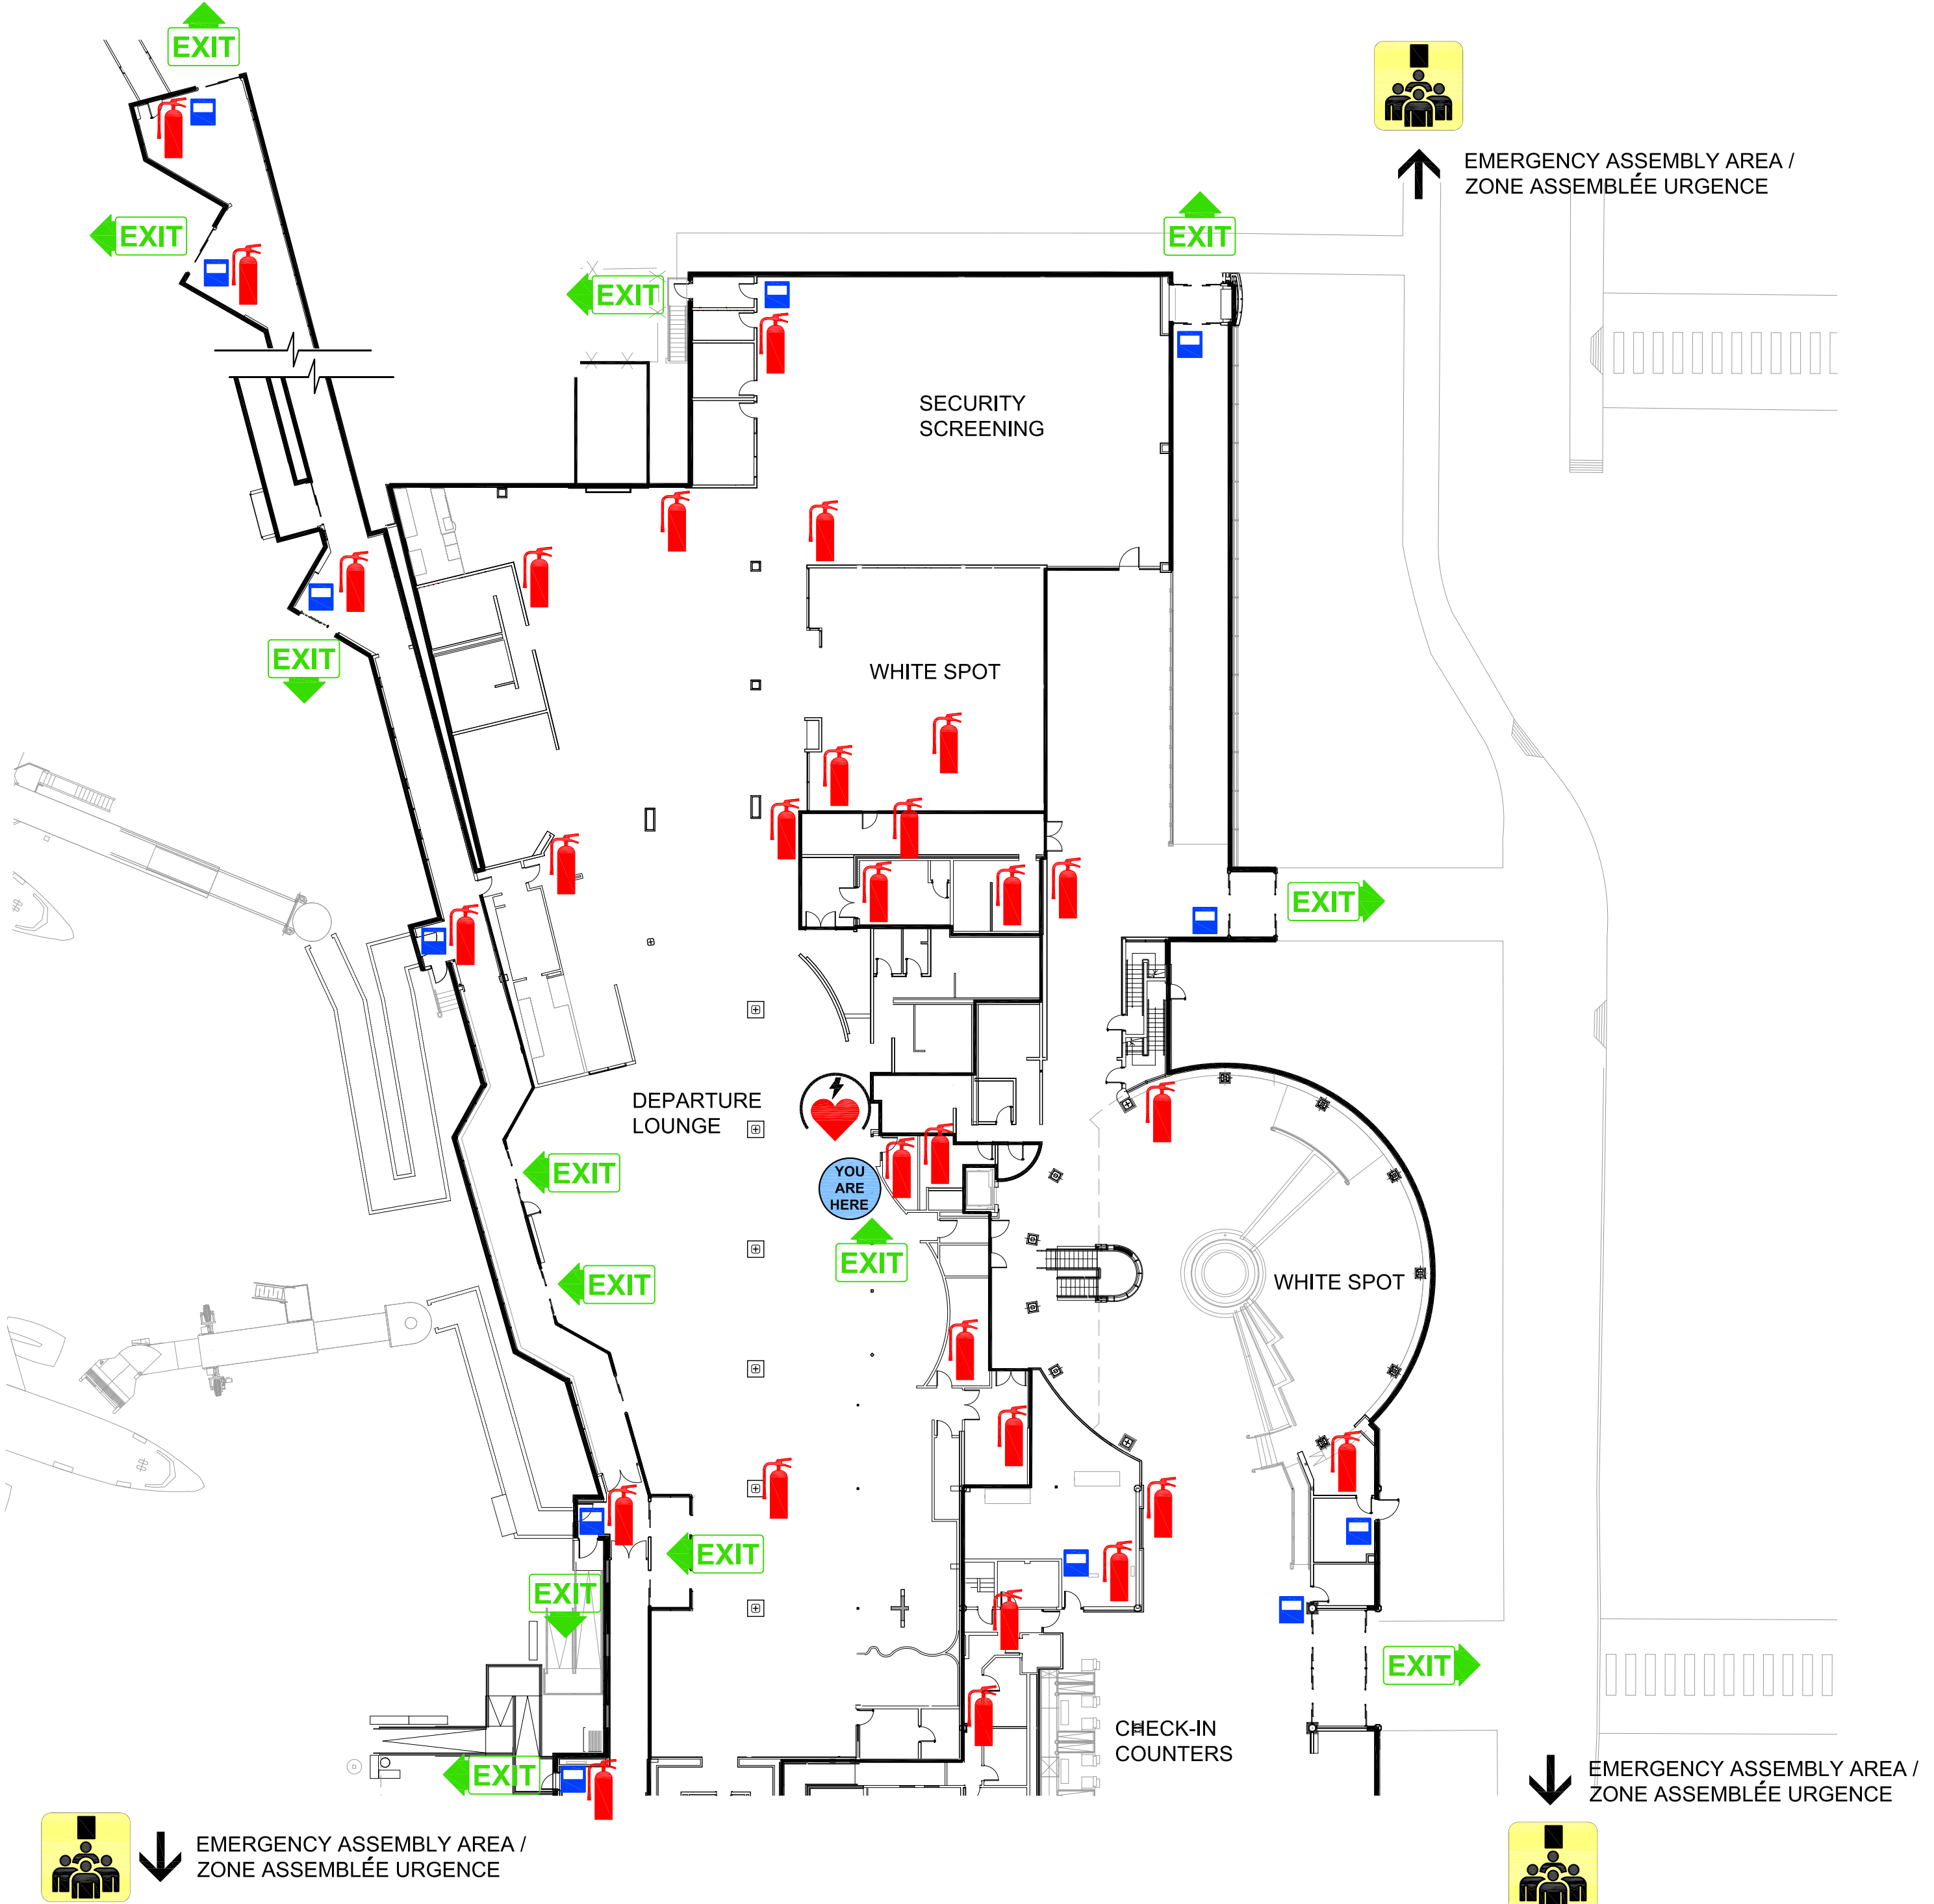 EXIT
EMERGENCY ASSEMBLY AREA /
ZONE ASSEMBLÉE URGENCE
EXIT
EXIT
EXIT
SECURITY
SCREENING
EXIT
WHITE SPOT
EXIT
DEPARTURE
LOUNGE
EXIT
YOU
ARE
HERE
EXIT
EXIT
WHITE SPOT
EXIT
EXIT
EXIT
CHECK-IN
COUNTERS
EXIT
EMERGENCY ASSEMBLY AREA /
ZONE ASSEMBLÉE URGENCE
EMERGENCY ASSEMBLY AREA /
ZONE ASSEMBLÉE URGENCE